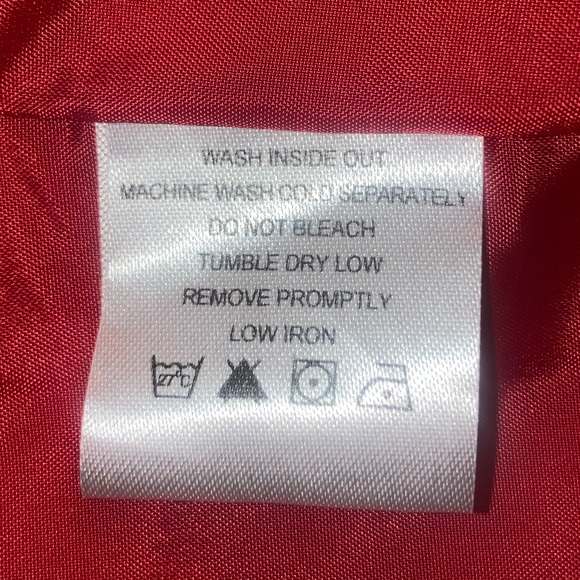 WASH INSIDE OUT
MACHINE WASH COLD SEPARATELY
DO NOT BLEACH
TUMBLE DRY LOW
REMOVE PROMPTLY
LOW IRON
27°C